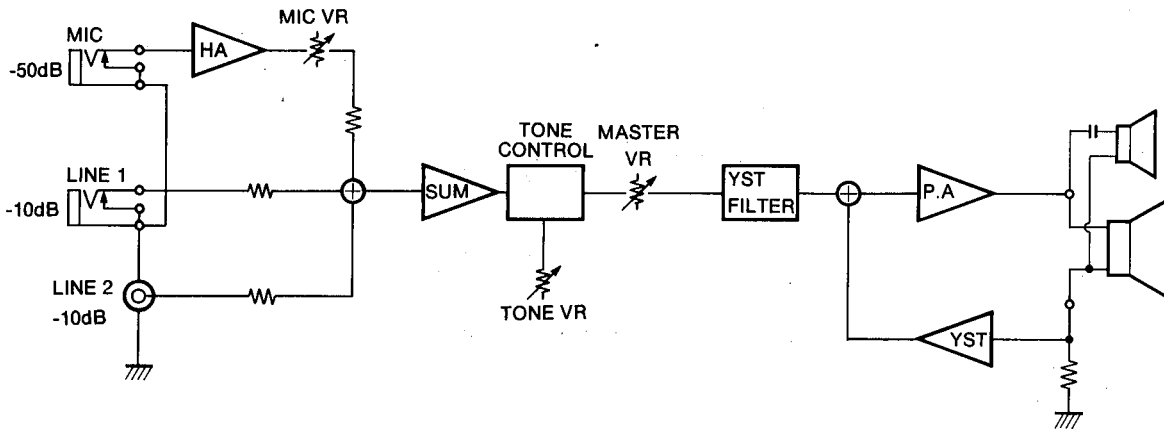 MIC
-50dB
HA
MIC VR
LINE 1
-10dB
LINE 2
-10dB
SUM
TONE
CONTROL
TONE VR
MASTER
VR
YST
FILTER
P.A
YST